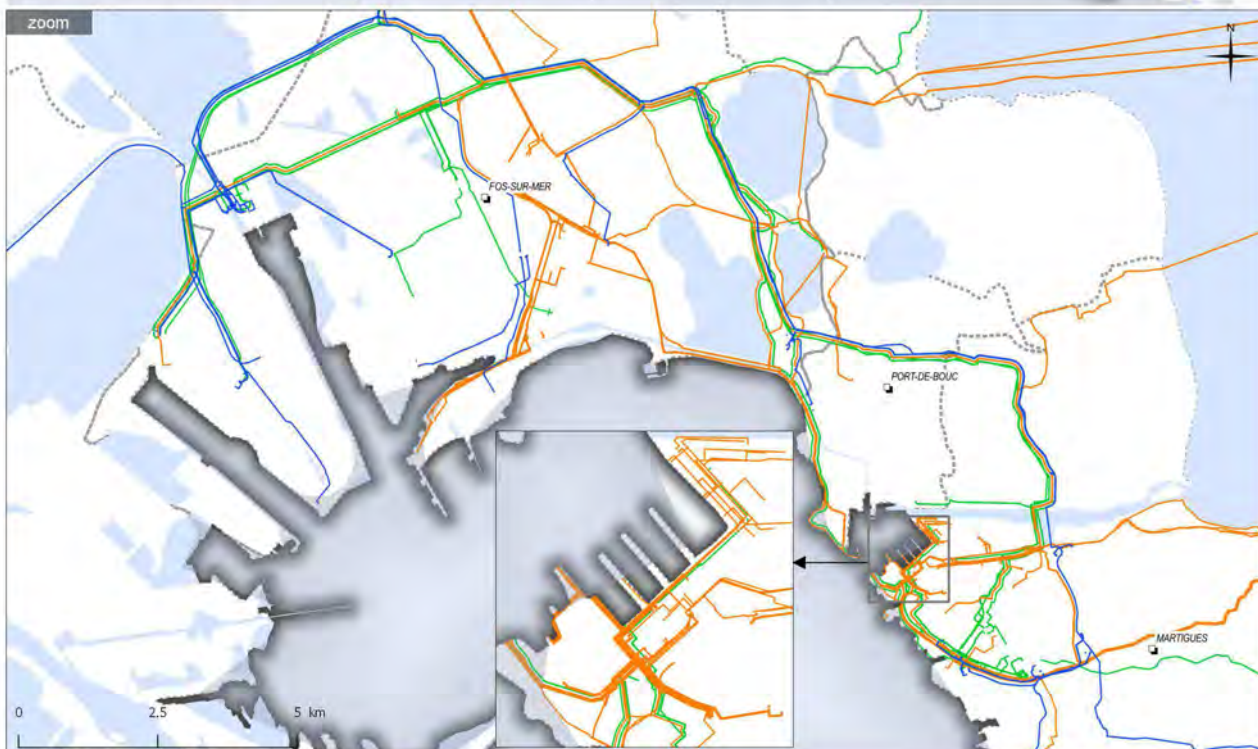 zoom
N
FOS-SUR-MER
PORT-DE-BOUC
MARTIGUES
0 2.5 5 km